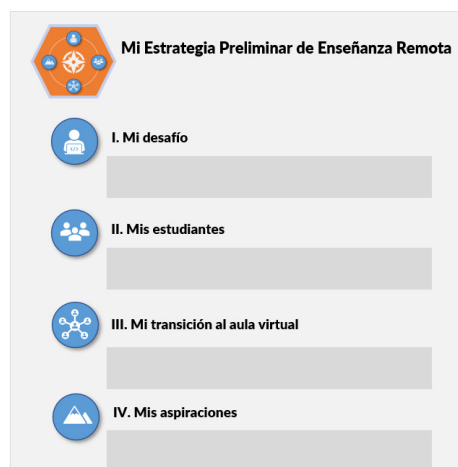 Mi Estrategia Preliminar de Enseñanza Remota
I. Mi desafío
II. Mis estudiantes
III. Mi transición al aula virtual
IV. Mis aspiraciones